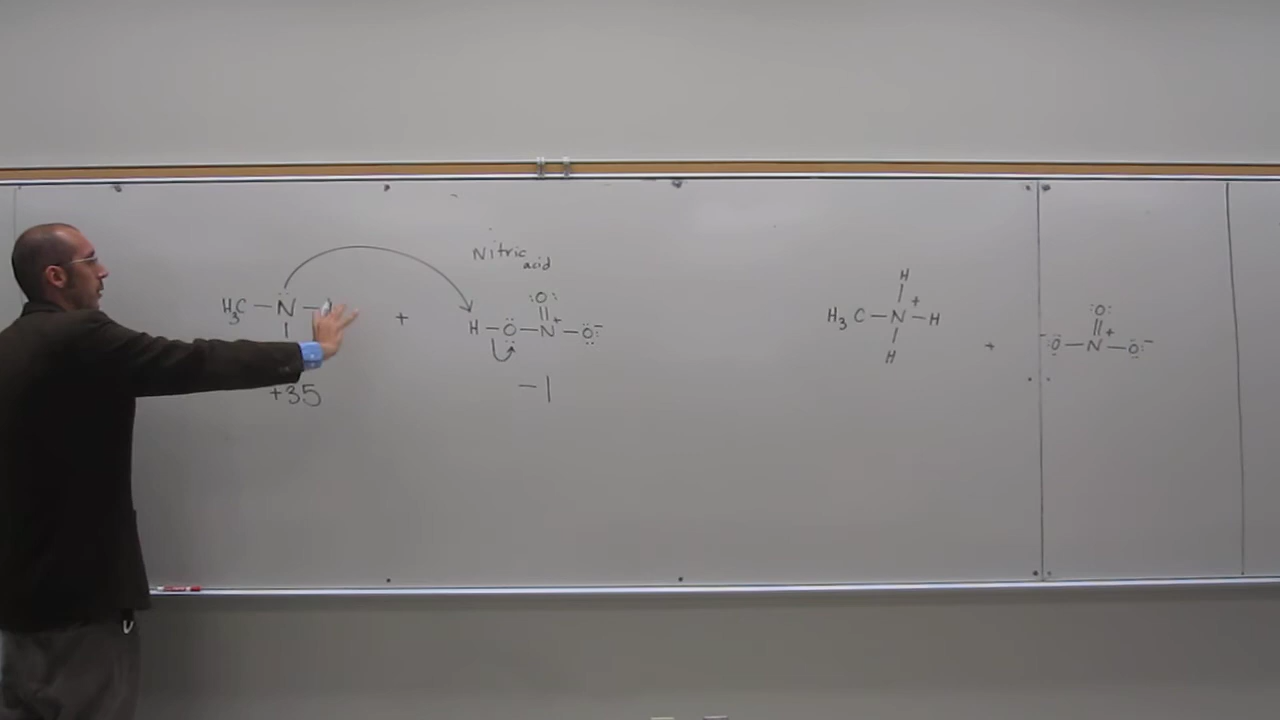 Nitric
acid
H₃C — N̈ —
+
H — Ö — N⁺ — Ö:⁻
:O:
+35
-1
H
H₃C — N⁺ — H
H
+
:O:
⁻:Ö — N⁺ — Ö:⁻